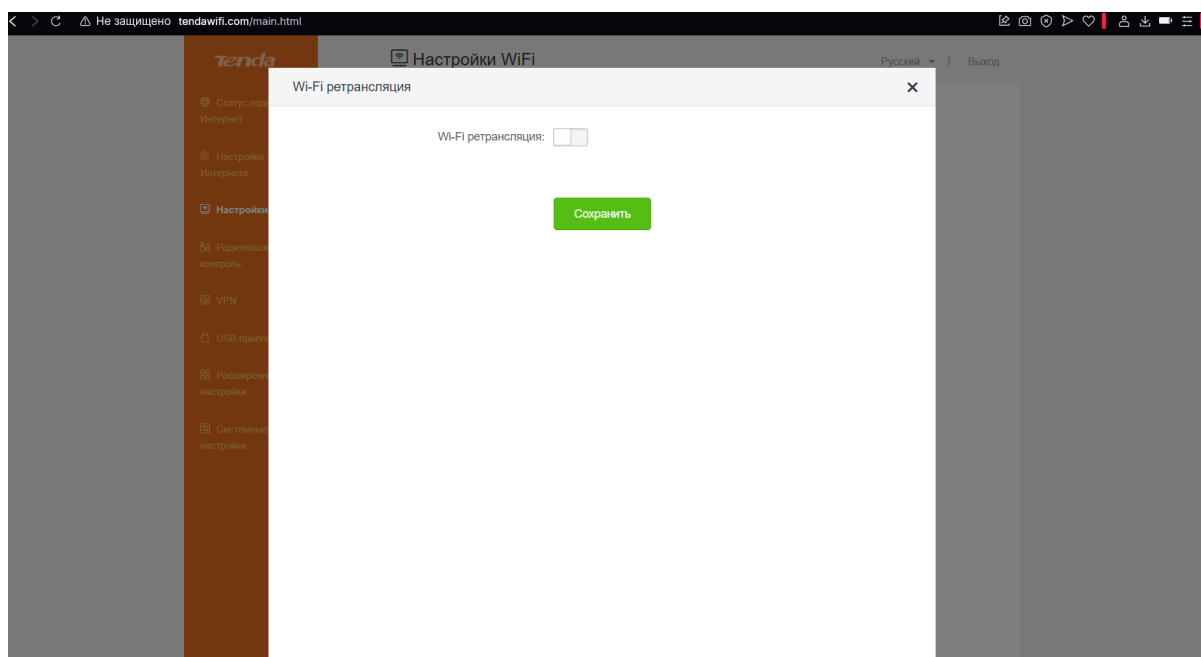 Не защищено tendawifi.com/main.html
Tenda
Настройки WiFi
Русский
Выход
Wi-Fi ретрансляция
Статус под
Интернет
Настройки
Интернета
Настройки
Родительск
контроль
VPN
USB прило
Расширенн
настройки
Системные
настройки
Wi-Fi ретрансляция:
Сохранить